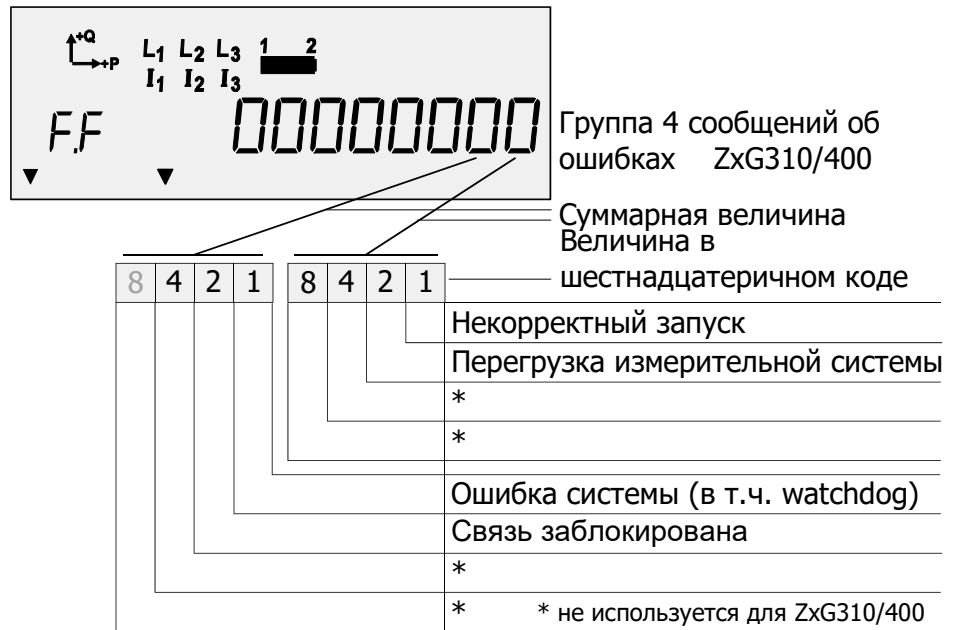 +Q
+P L1 L2 L3 1 2
I1 I2 I3
F.F 00000000
Группа 4 сообщений об
ошибках ZxG310/400
Суммарная величина
Величина в
шестнадцатеричном коде
8 4 2 1 8 4 2 1
Некорректный запуск
Перегрузка измерительной системы
*
*
Ошибка системы (в т.ч. watchdog)
Связь заблокирована
*
* * не используется для ZxG310/400